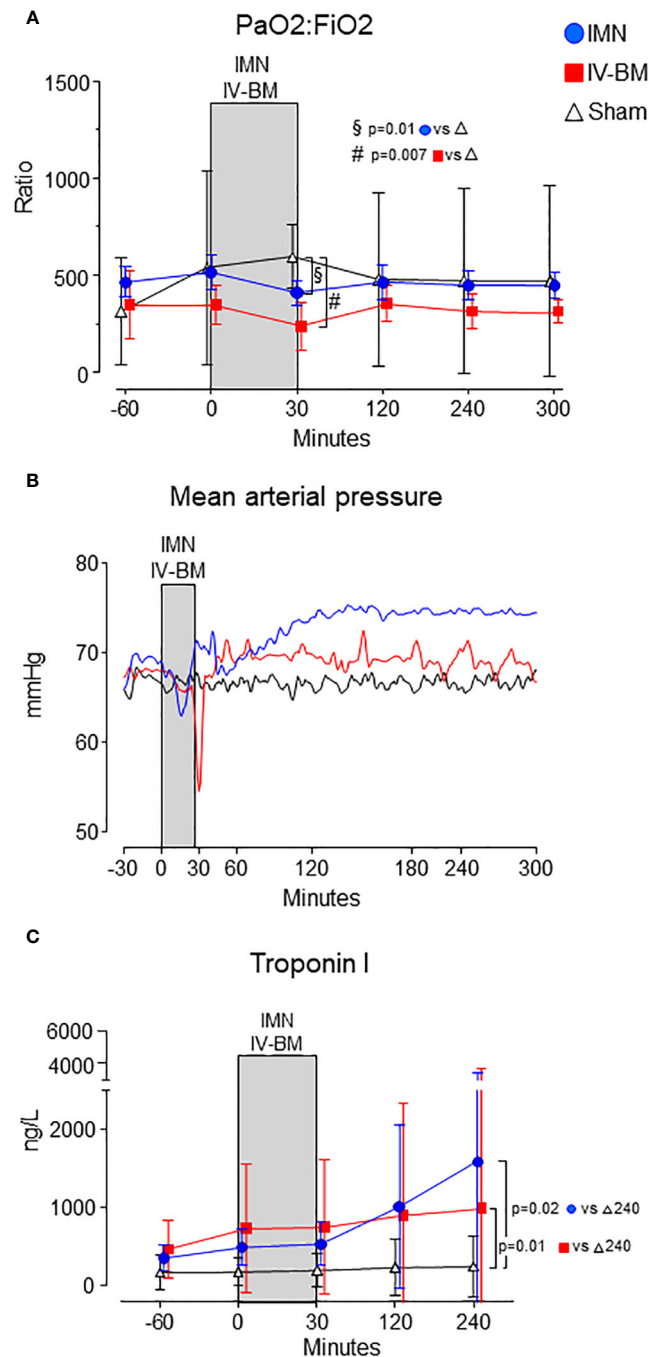 A
PaO2:FiO2
IMN
IV-BM
Sham
IMN
IV-BM
§ p=0.01 vs △
# p=0.007 vs △
§
#
1500
1000
500
0
Ratio
-60 0 30 120 240 300
Minutes
B
Mean arterial pressure
IMN
IV-BM
80
70
60
50
mmHg
-30 0 30 60 120 180 240 300
Minutes
C
Troponin I
IMN
IV-BM
6000
4000
2000
1000
0
ng/L
p=0.02 vs △240
p=0.01 vs △240
-60 0 30 120 240
Minutes